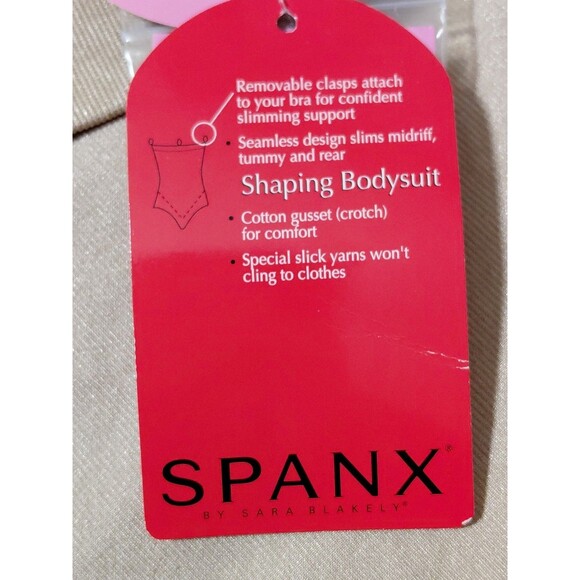 Removable clasps attach
to your bra for confident
slimming support
• Seamless design slims midriff,
tummy and rear
Shaping Bodysuit
• Cotton gusset (crotch)
for comfort
• Special slick yarns won't
cling to clothes
SPANX®
BY SARA BLAKELY®